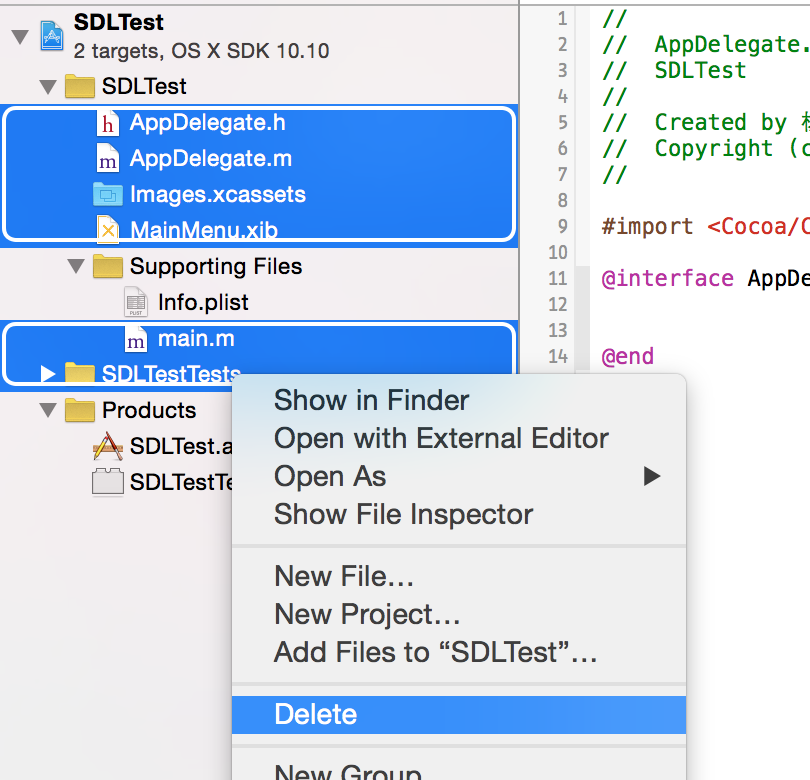 SDLTest
2 targets, OS X SDK 10.10
SDLTest
AppDelegate.h
AppDelegate.m
Images.xcassets
MainMenu.xib
Supporting Files
Info.plist
main.m
SDLTestTests
Products
SDLTest.a
SDLTestTe
1 //
2 // AppDelegate.
3 // SDLTest
4 //
5 // Created by
6 // Copyright (c
7 //
8
9 #import <Cocoa/C
10
11 @interface AppDe
12
13
14 @end
Show in Finder
Open with External Editor
Open As
Show File Inspector
New File...
New Project...
Add Files to “SDLTest”...
Delete
New Group